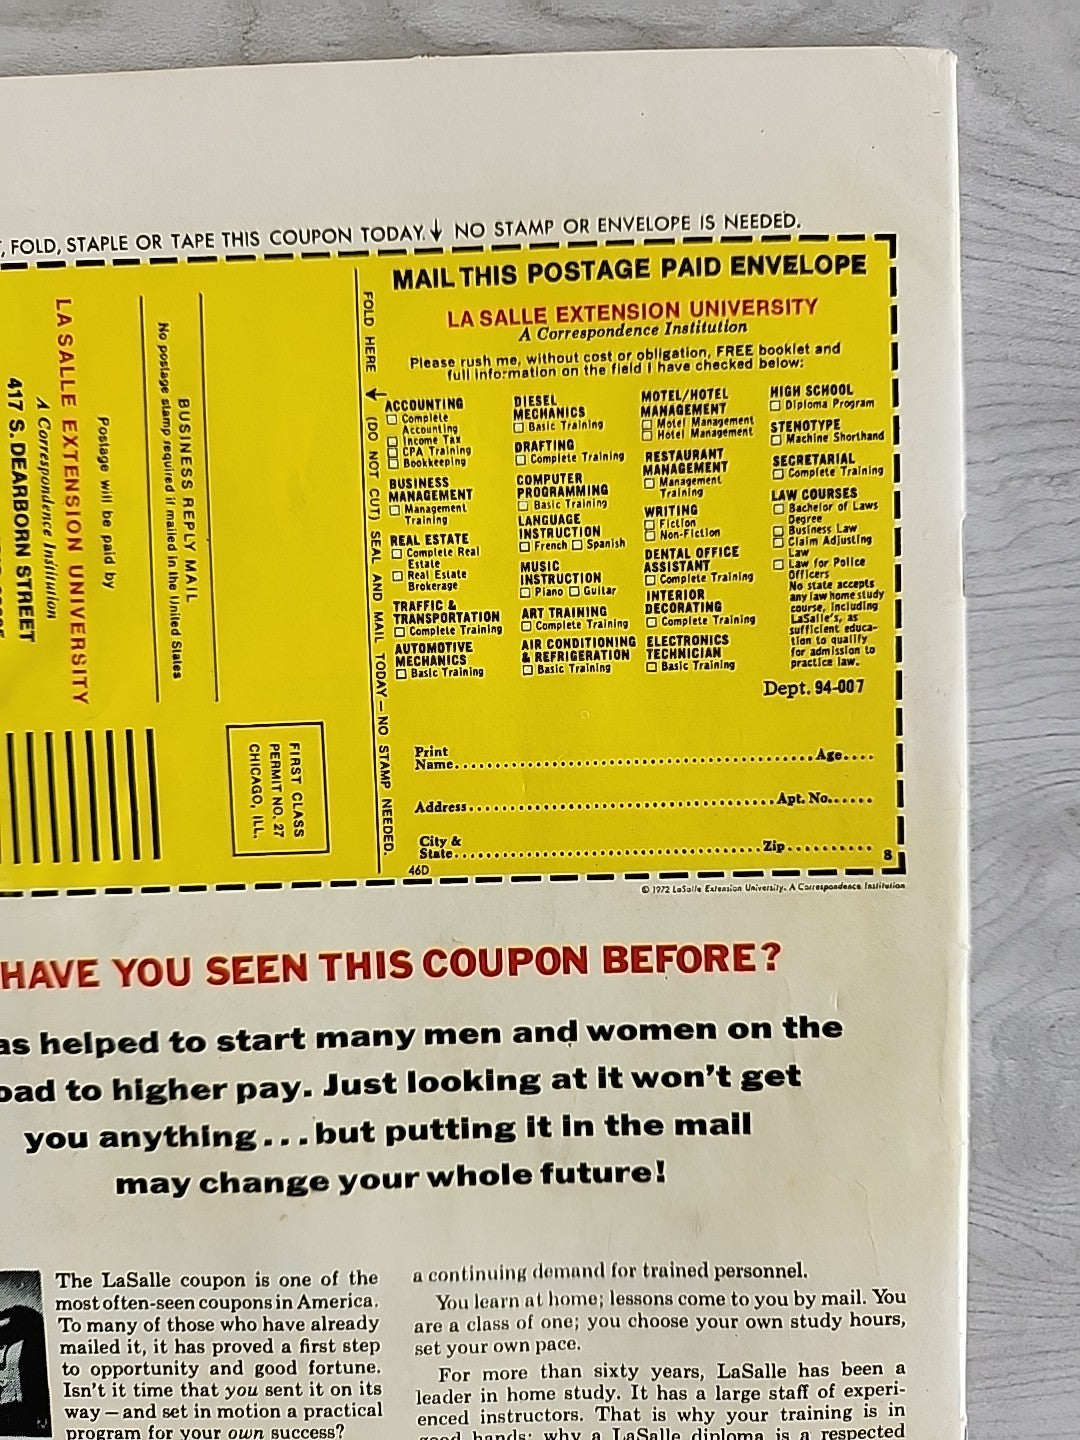 , FOLD, STAPLE OR TAPE THIS COUPON TODAY. ↓ NO STAMP OR ENVELOPE IS NEEDED.
LA SALLE EXTENSION UNIVERSITY
A Correspondence Institution
417 S. DEARBORN STREET
Postage will be paid by
BUSINESS REPLY MAIL
No postage stamp required if mailed in the United States
FIRST CLASS
PERMIT NO. 27
CHICAGO, ILL.
FOLD HERE → (DO NOT CUT) SEAL AND MAIL TODAY – NO STAMP NEEDED.
MAIL THIS POSTAGE PAID ENVELOPE
LA SALLE EXTENSION UNIVERSITY
A Correspondence Institution
Please rush me, without cost or obligation, FREE booklet and
full information on the field I have checked below:
ACCOUNTING
☐ Complete
Accounting
☐ Income Tax
☐ CPA Training
☐ Bookkeeping
BUSINESS
MANAGEMENT
☐ Management
Training
REAL ESTATE
☐ Complete Real
Estate
☐ Real Estate
Brokerage
TRAFFIC &
TRANSPORTATION
☐ Complete Training
AUTOMOTIVE
MECHANICS
☐ Basic Training
DIESEL
MECHANICS
☐ Basic Training
DRAFTING
☐ Complete Training
COMPUTER
PROGRAMMING
☐ Basic Training
LANGUAGE
INSTRUCTION
☐ French ☐ Spanish
MUSIC
INSTRUCTION
☐ Piano ☐ Guitar
ART TRAINING
☐ Complete Training
AIR CONDITIONING
& REFRIGERATION
☐ Basic Training
MOTEL/HOTEL
MANAGEMENT
☐ Motel Management
☐ Hotel Management
RESTAURANT
MANAGEMENT
☐ Management
Training
WRITING
☐ Fiction
☐ Non-Fiction
DENTAL OFFICE
ASSISTANT
☐ Complete Training
INTERIOR
DECORATING
☐ Complete Training
ELECTRONICS
TECHNICIAN
☐ Basic Training
HIGH SCHOOL
☐ Diploma Program
STENOTYPE
☐ Machine Shorthand
SECRETARIAL
☐ Complete Training
LAW COURSES
☐ Bachelor of Laws
Degree
☐ Business Law
☐ Claim Adjusting
Law
☐ Law for Police
Officers
No state accepts
any law home study
course, including
LaSalle's, as
sufficient educa-
tion to qualify
for admission to
practice law.
Dept. 94-007
Print
Name Age
Address Apt. No.
City &
State Zip
46D 8
© 1972 LaSalle Extension University. A Correspondence Institution
HAVE YOU SEEN THIS COUPON BEFORE?
as helped to start many men and women on the
oad to higher pay. Just looking at it won't get
you anything...but putting it in the mail
may change your whole future!
The LaSalle coupon is one of the
most often-seen coupons in America.
To many of those who have already
mailed it, it has proved a first step
to opportunity and good fortune.
Isn't it time that you sent it on its
way—and set in motion a practical
program for your own success?
a continuing demand for trained personnel.
You learn at home; lessons come to you by mail. You
are a class of one; you choose your own study hours,
set your own pace.
For more than sixty years, LaSalle has been a
leader in home study. It has a large staff of experi-
enced instructors. That is why your training is in
good hands; why a LaSalle diploma is a respected